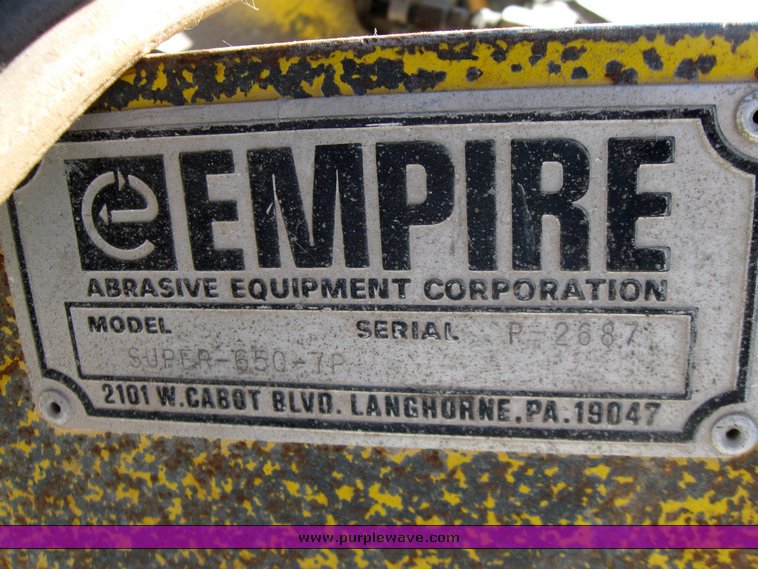 e EMPIRE
ABRASIVE EQUIPMENT CORPORATION
MODEL SERIAL P-2687
SUPER-650-7P
2101 W. CABOT BLVD. LANGHORNE, PA. 19047
www.purplewave.com